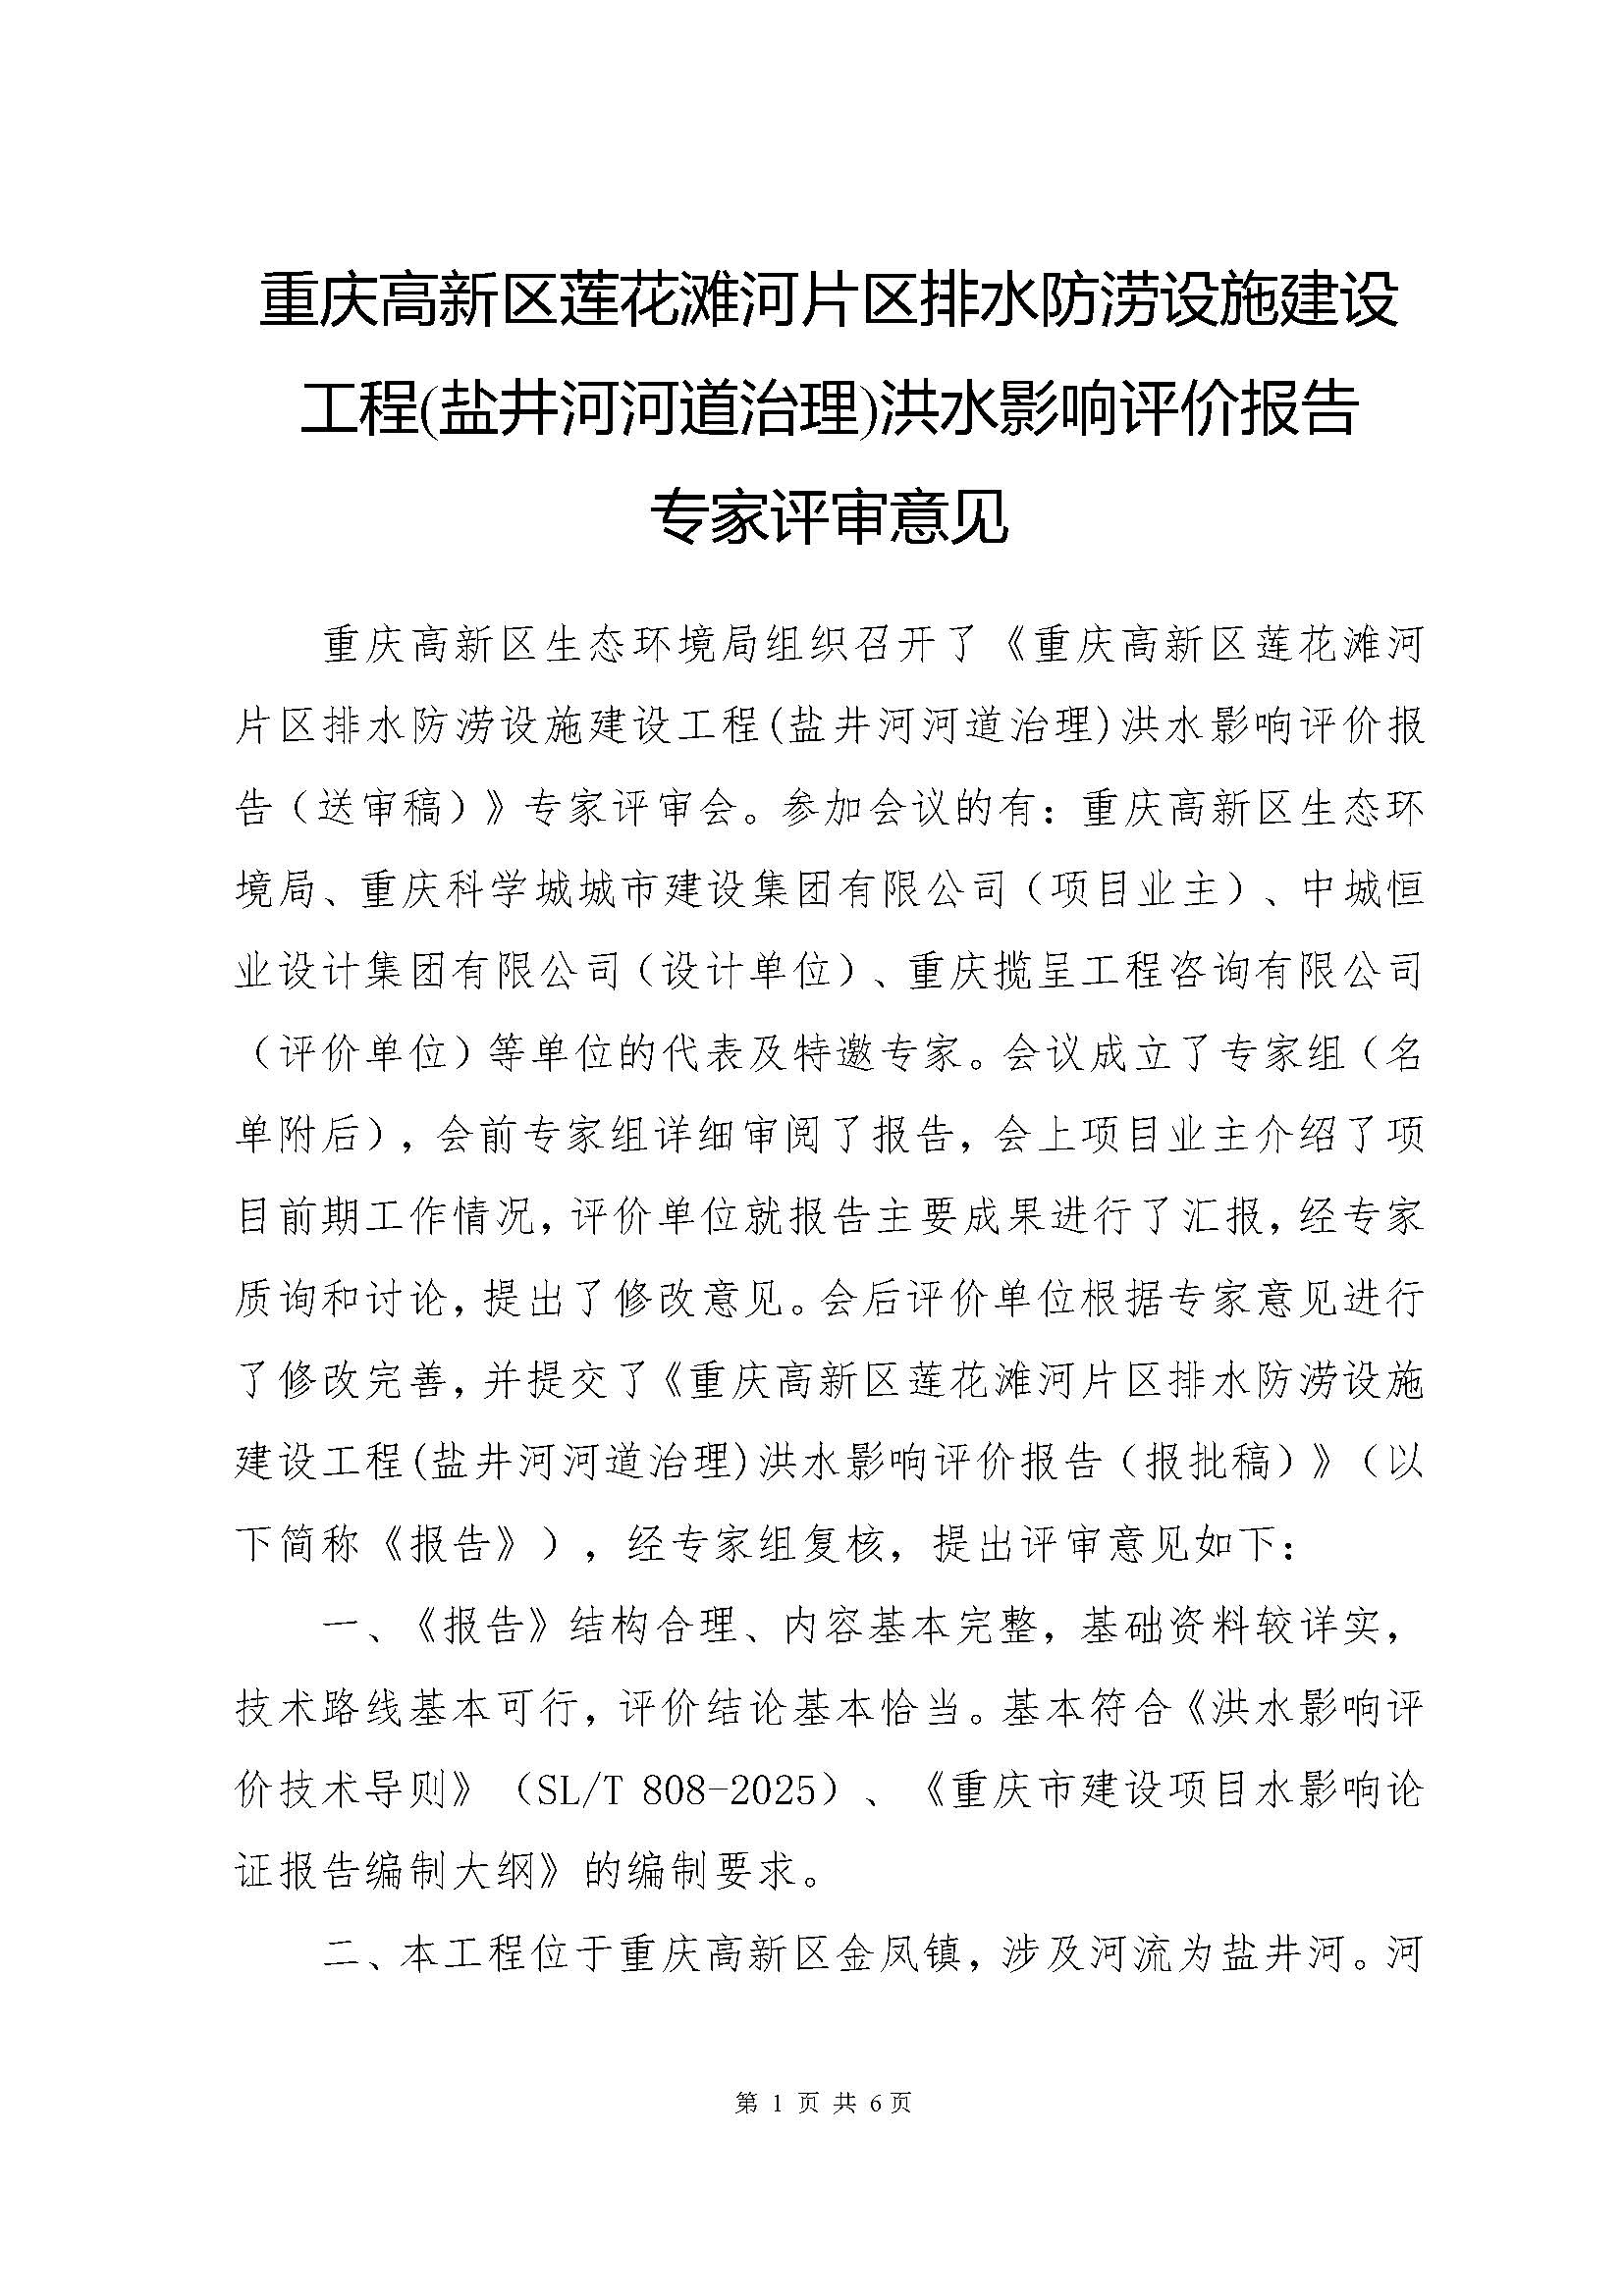 重庆高新区莲花滩河片区排水防涝设施建设
工程(盐井河河道治理)洪水影响评价报告
专家评审意见
重庆高新区生态环境局组织召开了《重庆高新区莲花滩河
片区排水防涝设施建设工程(盐井河河道治理)洪水影响评价报
告（送审稿）》专家评审会。参加会议的有：重庆高新区生态环
境局、重庆科学城城市建设集团有限公司（项目业主）、中城恒
业设计集团有限公司（设计单位）、重庆揽呈工程咨询有限公司
（评价单位）等单位的代表及特邀专家。会议成立了专家组（名
单附后），会前专家组详细审阅了报告，会上项目业主介绍了项
目前期工作情况，评价单位就报告主要成果进行了汇报，经专家
质询和讨论，提出了修改意见。会后评价单位根据专家意见进行
了修改完善，并提交了《重庆高新区莲花滩河片区排水防涝设施
建设工程(盐井河河道治理)洪水影响评价报告（报批稿）》（以
下简称《报告》），经专家组复核，提出评审意见如下：
一、《报告》结构合理、内容基本完整，基础资料较详实，
技术路线基本可行，评价结论基本恰当。基本符合《洪水影响评
价技术导则》（SL/T 808-2025）、《重庆市建设项目水影响论
证报告编制大纲》的编制要求。
二、本工程位于重庆高新区金凤镇，涉及河流为盐井河。河
第 1 页 共 6 页